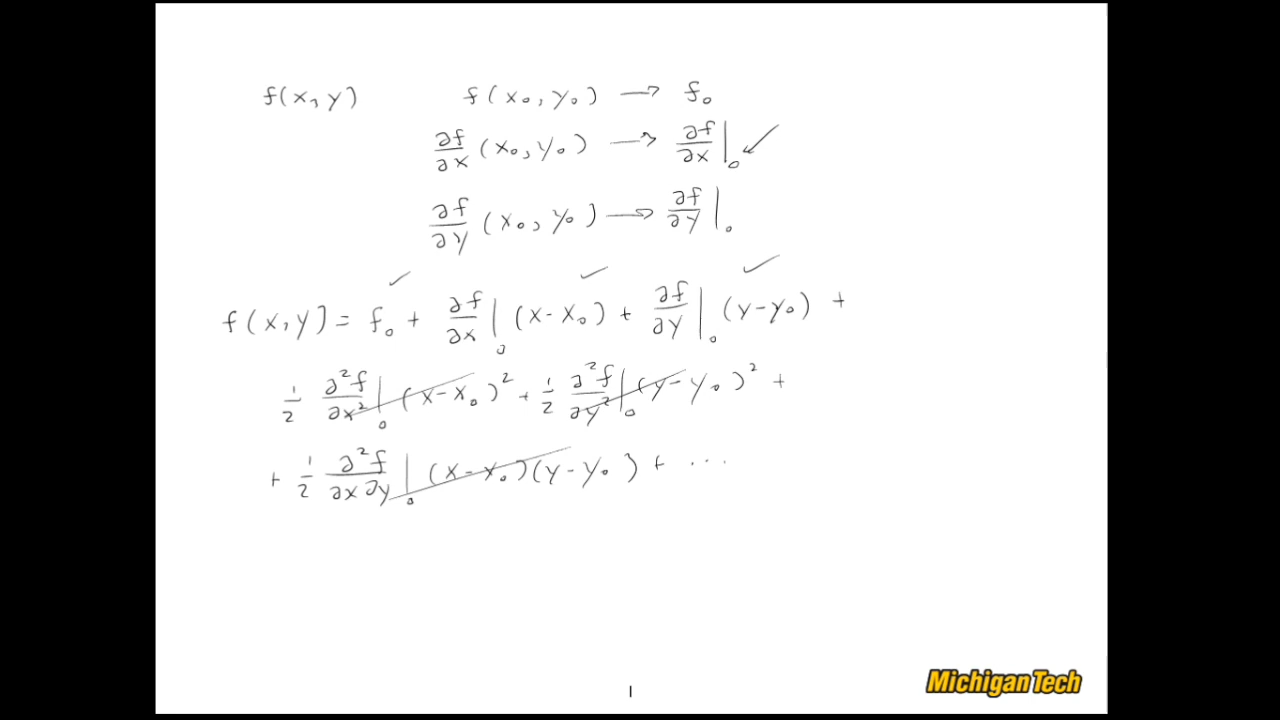 f(x,y) f(x₀,y₀) → f₀
∂f/∂x (x₀,y₀) → ∂f/∂x|₀ ✓
∂f/∂y (x₀,y₀) → ∂f/∂y|₀
✓ ✓ ✓
f(x,y) = f₀ + ∂f/∂x|₀ (x-x₀) + ∂f/∂y|₀ (y-y₀) +
1/2 ∂²f/∂x²|₀ (x-x₀)² + 1/2 ∂²f/∂y²|₀ (y-y₀)² +
+ 1/2 ∂²f/∂x∂y|₀ (x-x₀)(y-y₀) + ...
Michigan Tech
1